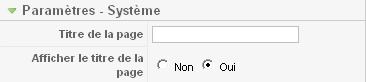 Paramètres - Système
Titre de la page
Afficher le titre de la
page
Non Oui